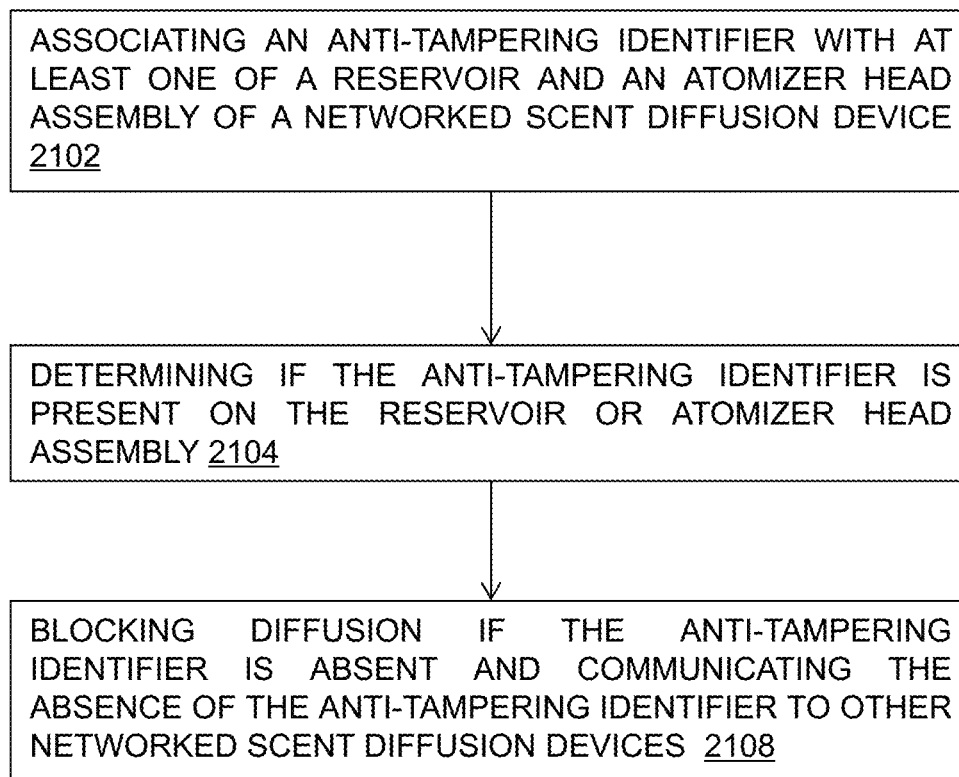 ASSOCIATING AN ANTI-TAMPERING IDENTIFIER WITH AT
LEAST ONE OF A RESERVOIR AND AN ATOMIZER HEAD
ASSEMBLY OF A NETWORKED SCENT DIFFUSION DEVICE
2102
DETERMINING IF THE ANTI-TAMPERING IDENTIFIER IS
PRESENT ON THE RESERVOIR OR ATOMIZER HEAD
ASSEMBLY 2104
BLOCKING DIFFUSION IF THE ANTI-TAMPERING
IDENTIFIER IS ABSENT AND COMMUNICATING THE
ABSENCE OF THE ANTI-TAMPERING IDENTIFIER TO OTHER
NETWORKED SCENT DIFFUSION DEVICES 2108